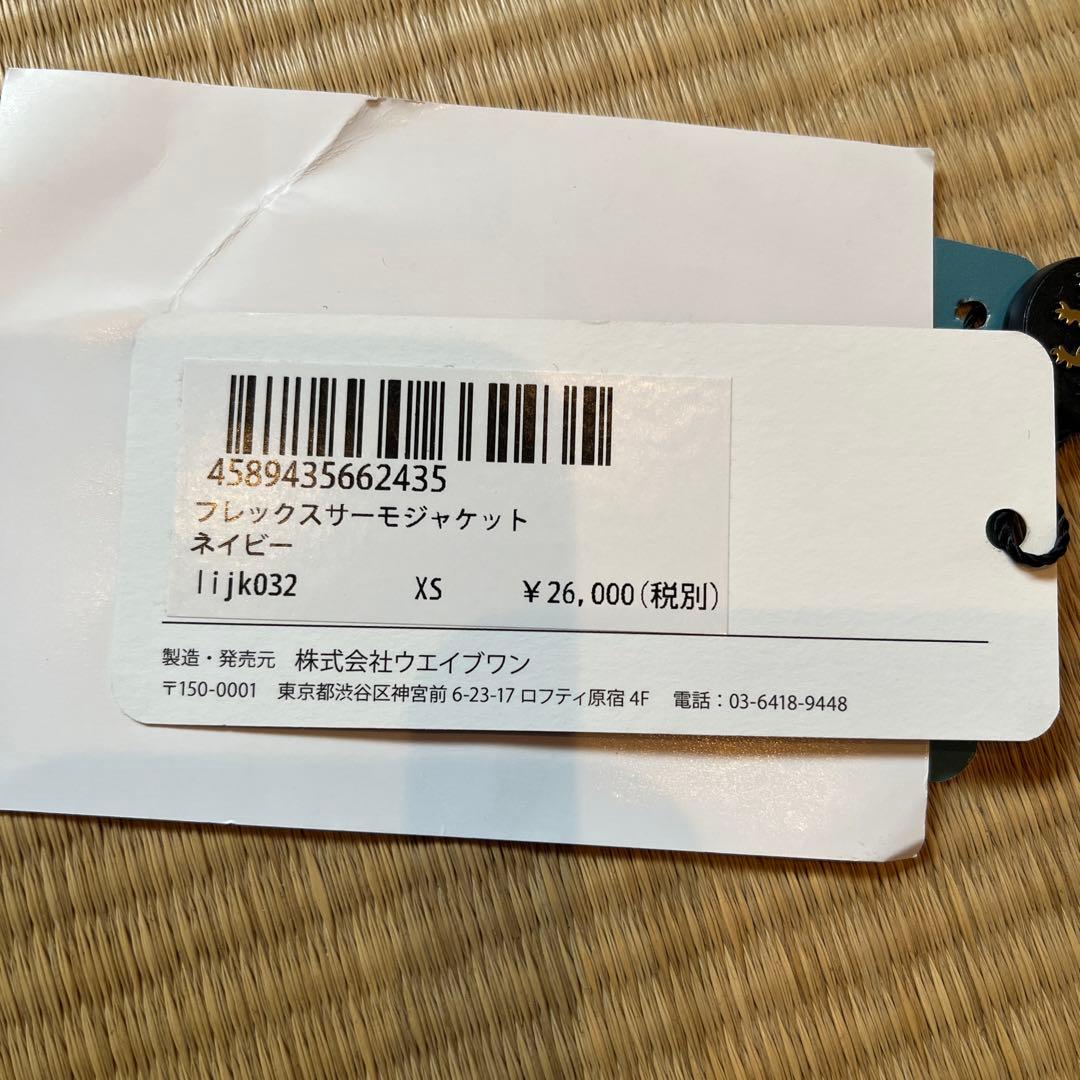 4589435662435
フレックスサーモジャケット
ネイビー
lijk032 XS ¥26,000(税別)
製造・発売元 株式会社ウエイブワン
〒150-0001 東京都渋谷区神宮前 6-23-17 ロフティ原宿 4F 電話：03-6418-9448